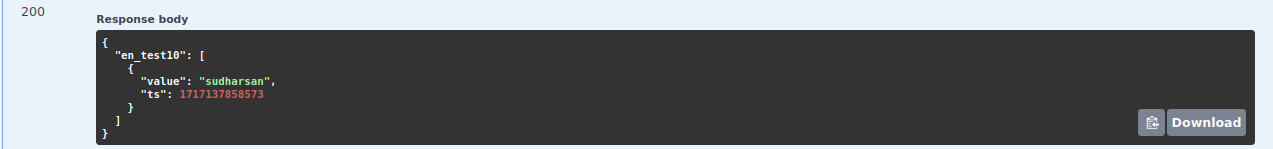 200
Response body
{
"en_test10": [
{
"value": "sudharsan",
"ts": 1717137858573
}
]
}
Download